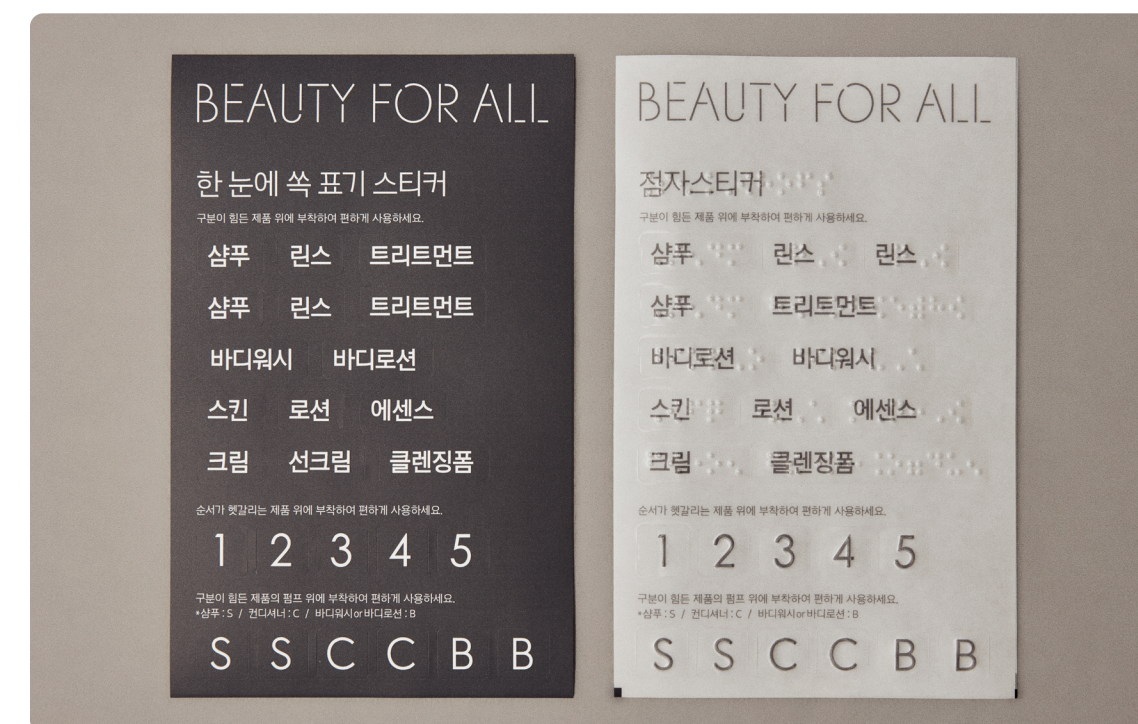 BEAUTY FOR ALL
한 눈에 쏙 표기 스티커
구분이 힘든 제품 위에 부착하여 편하게 사용하세요.
샴푸 린스 트리트먼트
샴푸 린스 트리트먼트
바디워시 바디로션
스킨 로션 에센스
크림 선크림 클렌징폼
순서가 헷갈리는 제품 위에 부착하여 편하게 사용하세요.
1 2 3 4 5
구분이 힘든 제품의 펌프 위에 부착하여 편하게 사용하세요.
*샴푸 : S / 컨디셔너 : C / 바디워시or바디로션 : B
S S C C B B
BEAUTY FOR ALL
점자스티커
구분이 힘든 제품 위에 부착하여 편하게 사용하세요.
샴푸 린스 린스
샴푸 트리트먼트
바디로션 바디워시
스킨 로션 에센스
크림 클렌징폼
순서가 헷갈리는 제품 위에 부착하여 편하게 사용하세요.
1 2 3 4 5
구분이 힘든 제품의 펌프 위에 부착하여 편하게 사용하세요.
*샴푸 : S / 컨디셔너 : C / 바디워시or바디로션 : B
S S C C B B